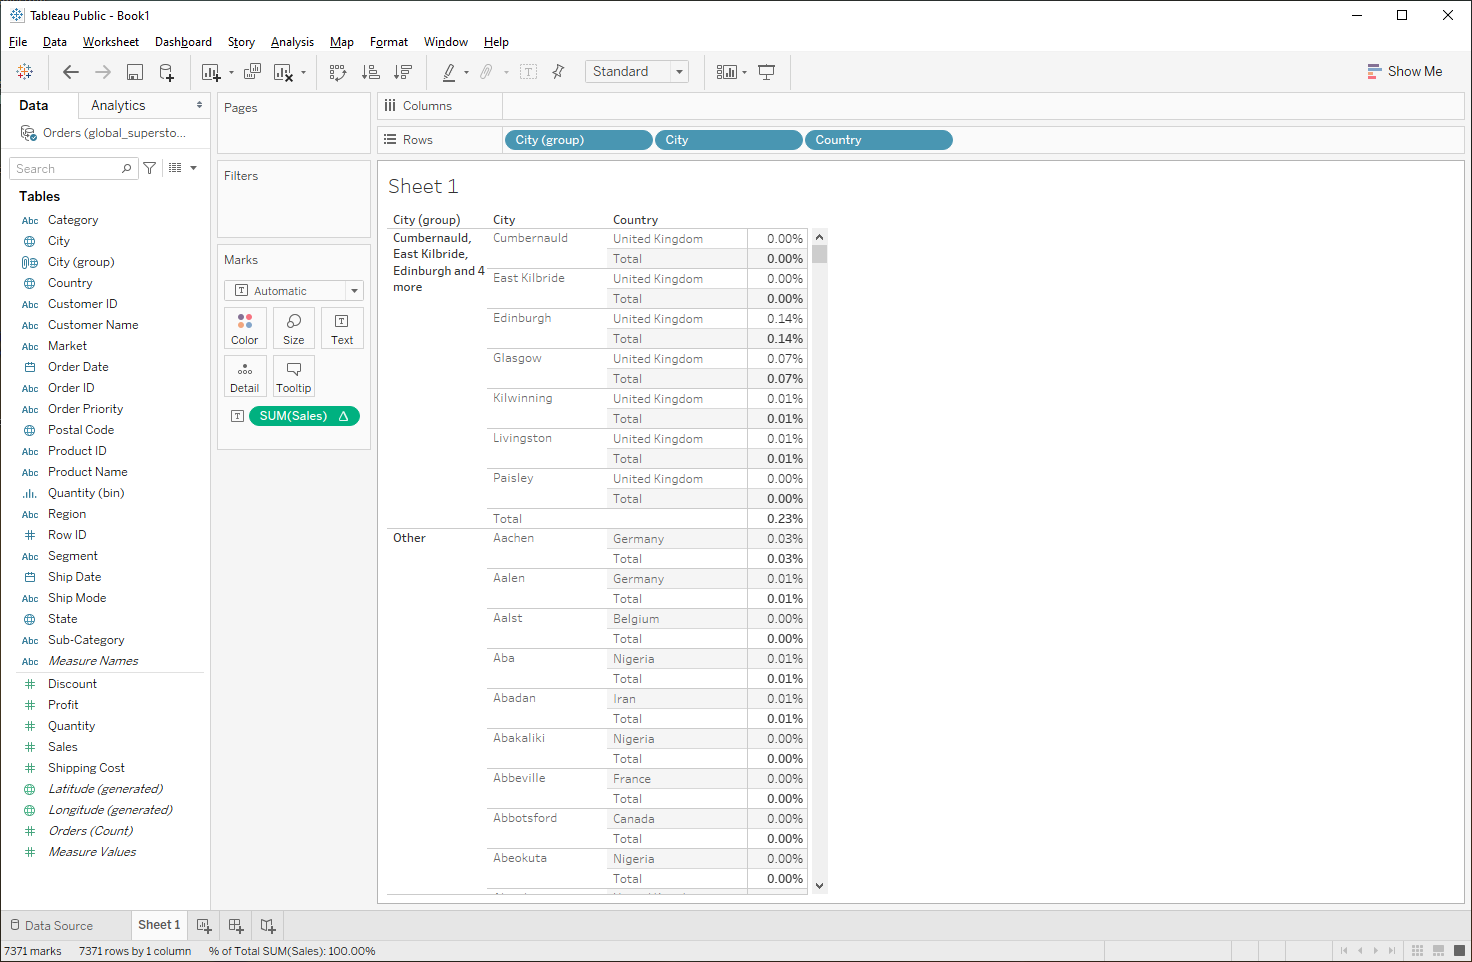 Tableau Public - Book1
File Data Worksheet Dashboard Story Analysis Map Format Window Help
Standard
Show Me
Data
Analytics
Orders (global_supersto...
Search
Tables
Category
City
City (group)
Country
Customer ID
Customer Name
Market
Order Date
Order ID
Order Priority
Postal Code
Product ID
Product Name
Quantity (bin)
Region
Row ID
Segment
Ship Date
Ship Mode
State
Sub-Category
Measure Names
Discount
Profit
Quantity
Sales
Shipping Cost
Latitude (generated)
Longitude (generated)
Orders (Count)
Measure Values
Pages
Filters
Marks
Automatic
Color Size Text
Detail Tooltip
SUM(Sales)
Columns
Rows City (group) City Country
Sheet 1
City (group) City Country
Cumbernauld, East Kilbride, Edinburgh and 4 more
Cumbernauld United Kingdom 0.00%
Total 0.00%
East Kilbride United Kingdom 0.00%
Total 0.00%
Edinburgh United Kingdom 0.14%
Total 0.14%
Glasgow United Kingdom 0.07%
Total 0.07%
Kilwinning United Kingdom 0.01%
Total 0.01%
Livingston United Kingdom 0.01%
Total 0.01%
Paisley United Kingdom 0.00%
Total 0.00%
Total 0.23%
Other Aachen Germany 0.03%
Total 0.03%
Aalen Germany 0.01%
Total 0.01%
Aalst Belgium 0.00%
Total 0.00%
Aba Nigeria 0.01%
Total 0.01%
Abadan Iran 0.01%
Total 0.01%
Abakaliki Nigeria 0.00%
Total 0.00%
Abbeville France 0.00%
Total 0.00%
Abbotsford Canada 0.00%
Total 0.00%
Abeokuta Nigeria 0.00%
Total 0.00%
Data Source Sheet 1
7371 marks 7371 rows by 1 column % of Total SUM(Sales): 100.00%